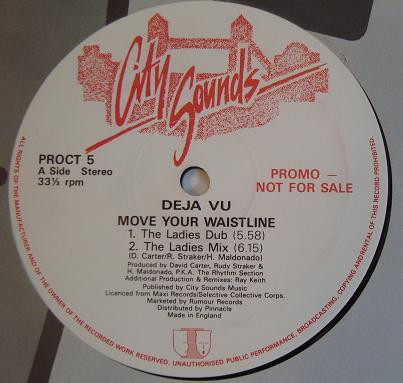 City Sounds
PROCT 5
A Side Stereo
33⅓ rpm
PROMO –
NOT FOR SALE
DEJA VU
MOVE YOUR WAISTLINE
1. The Ladies Dub (5.58)
2. The Ladies Mix (6.15)
(D. Carter/R. Straker/H. Maldonado)
Produced by David Carter, Rudy Straker &
H. Maldonado, P.K.A. The Rhythm Section
Additional Production & Remixes: Ray Keith
Published by City Sounds Music
Licenced from Maxi Records/Selective Collective Corps.
Marketed by Rumour Records
Distributed by Pinnacle
Made in England
ALL RIGHTS OF THE MANUFACTURER AND OF THE OWNER OF THE RECORDED WORK RESERVED. UNAUTHORISED PUBLIC PERFORMANCE, BROADCASTING, COPYING AND RENTAL OF THIS RECORD PROHIBITED.